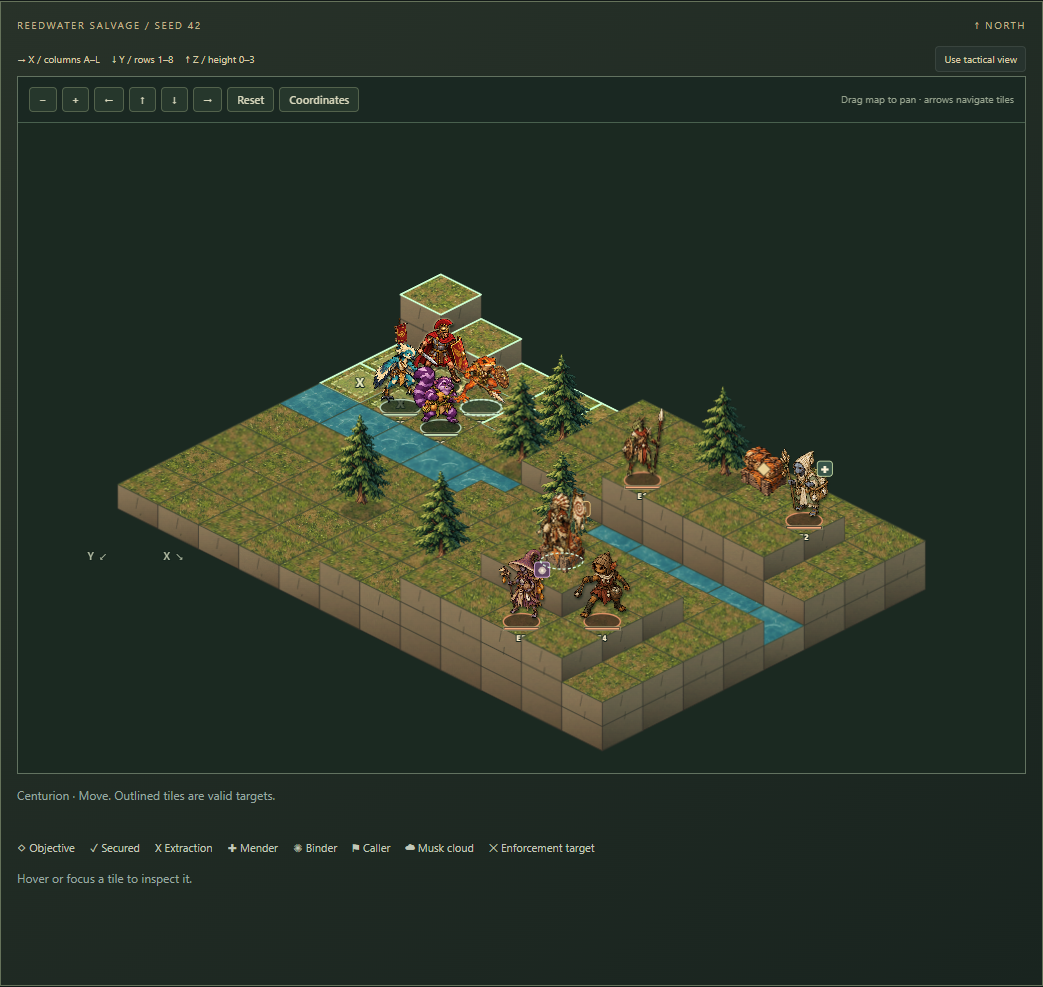 REEDWATER SALVAGE / SEED 42
↑ NORTH
→ X / columns A–L ↓ Y / rows 1–8 ↑ Z / height 0–3
Use tactical view
− + ← ↑ ↓ → Reset Coordinates
Drag map to pan · arrows navigate tiles
X
Y ↙ X ↘
Centurion · Move. Outlined tiles are valid targets.
◇ Objective ✓ Secured X Extraction ✚ Mender ❋ Binder ⚑ Caller ☁ Musk cloud ✕ Enforcement target
Hover or focus a tile to inspect it.